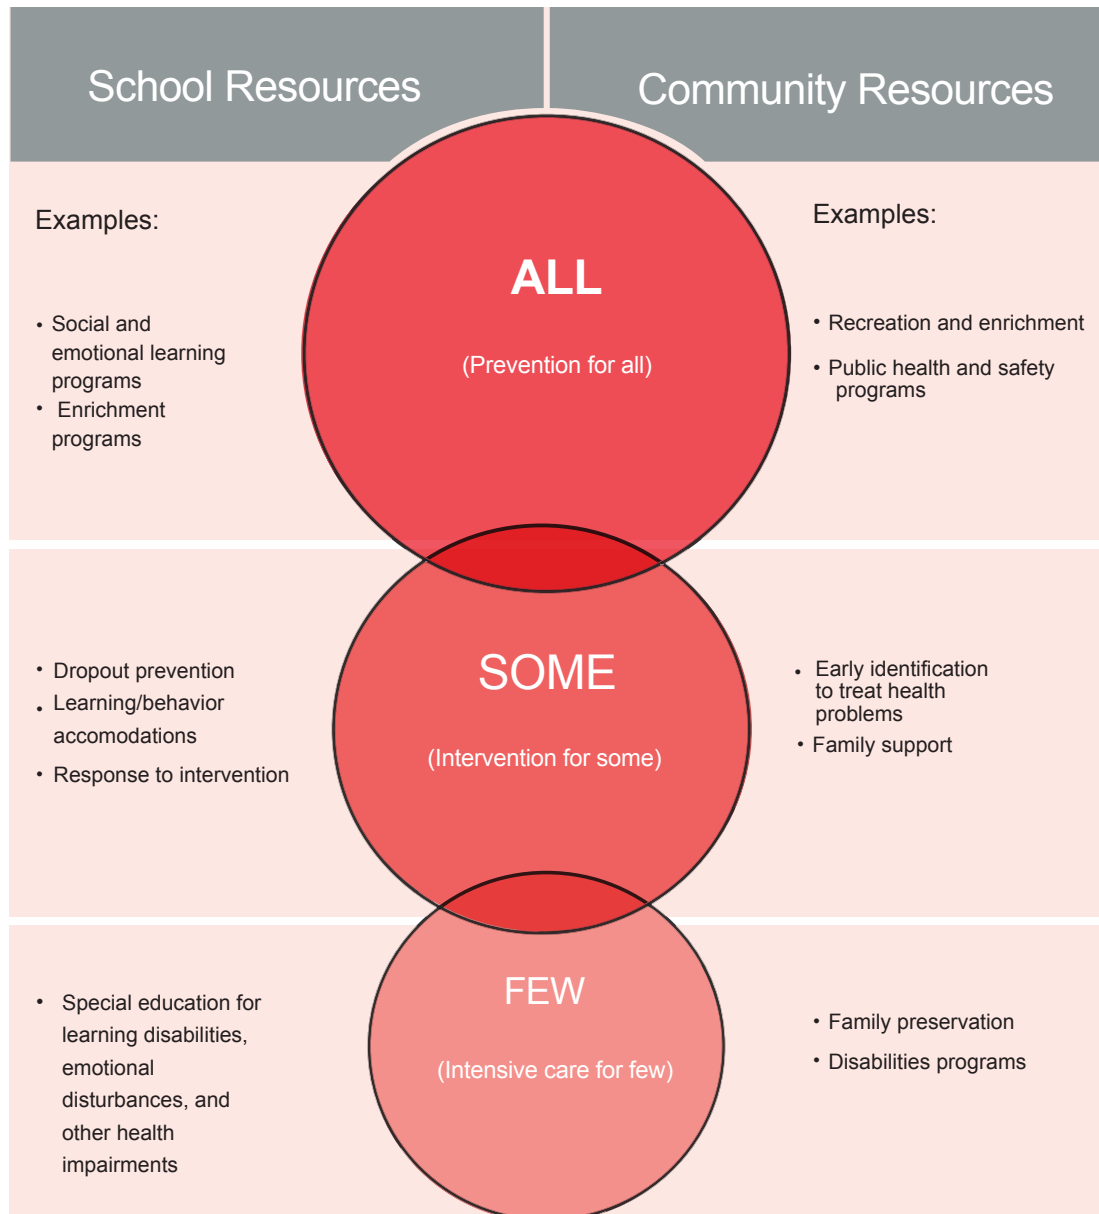 School Resources
Community Resources
Examples:
• Social and
emotional learning
programs
• Enrichment
programs
ALL
(Prevention for all)
Examples:
• Recreation and enrichment
• Public health and safety
programs
• Dropout prevention
• Learning/behavior
accomodations
• Response to intervention
SOME
(Intervention for some)
• Early identification
to treat health
problems
• Family support
• Special education for
learning disabilities,
emotional
disturbances, and
other health
impairments
FEW
(Intensive care for few)
• Family preservation
• Disabilities programs